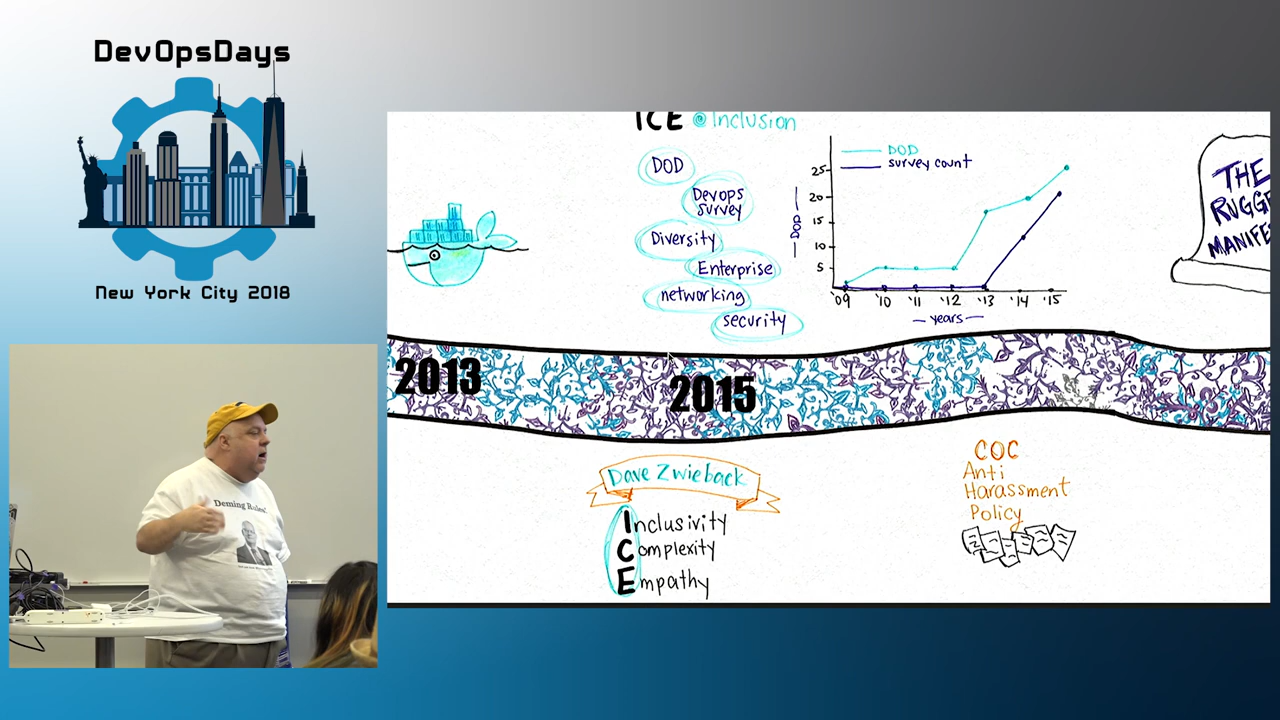 DevOpsDays
New York City 2018
Deming Rules!
ICE @Inclusion
DOD
Devops
survey
Diversity
Enterprise
networking
security
DOD
survey count
25
20
15
10
5
DOD
'09 '10 '11 '12 '13 '14 '15
years
THE
RUGGE
MANIFE
2013
2015
Dave Zwieback
Inclusivity
Complexity
Empathy
COC
Anti
Harassment
Policy